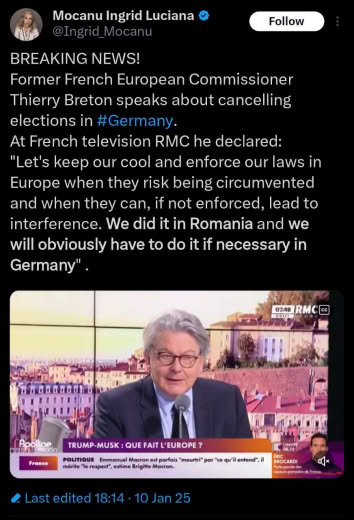 Mocanu Ingrid Luciana
@Ingrid_Mocanu
Follow
BREAKING NEWS!
Former French European Commissioner
Thierry Breton speaks about cancelling
elections in #Germany.
At French television RMC he declared:
"Let's keep our cool and enforce our laws in
Europe when they risk being circumvented
and when they can, if not enforced, lead to
interference. We did it in Romania and we
will obviously have to do it if necessary in
Germany" .
07:48 RMC
DIRECT
CC
Apolline
TRUMP-MUSK : QUE FAIT L'EUROPE ?
France
POLITIQUE Emmanuel Macron est parfois "meurtri" par "ce qu'il entend", il
mérite "le respect", estime Brigitte Macron.
ÉRIC
BROCARDI
Last edited 18:14 · 10 Jan 25